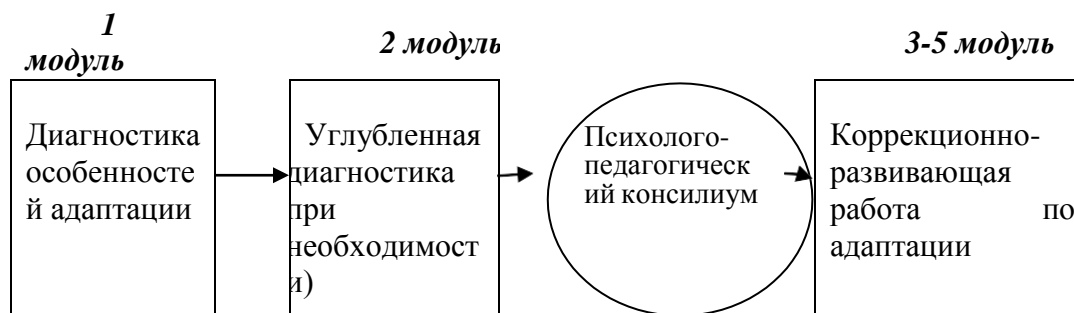 1
модуль
2 модуль
3-5 модуль
Диагностика
особенносте
й адаптации
Углубленная
диагностика
при
необходимост
и)
Психолого-
педагогическ
ий консилиум
Коррекционно-
развивающая
работа по
адаптации